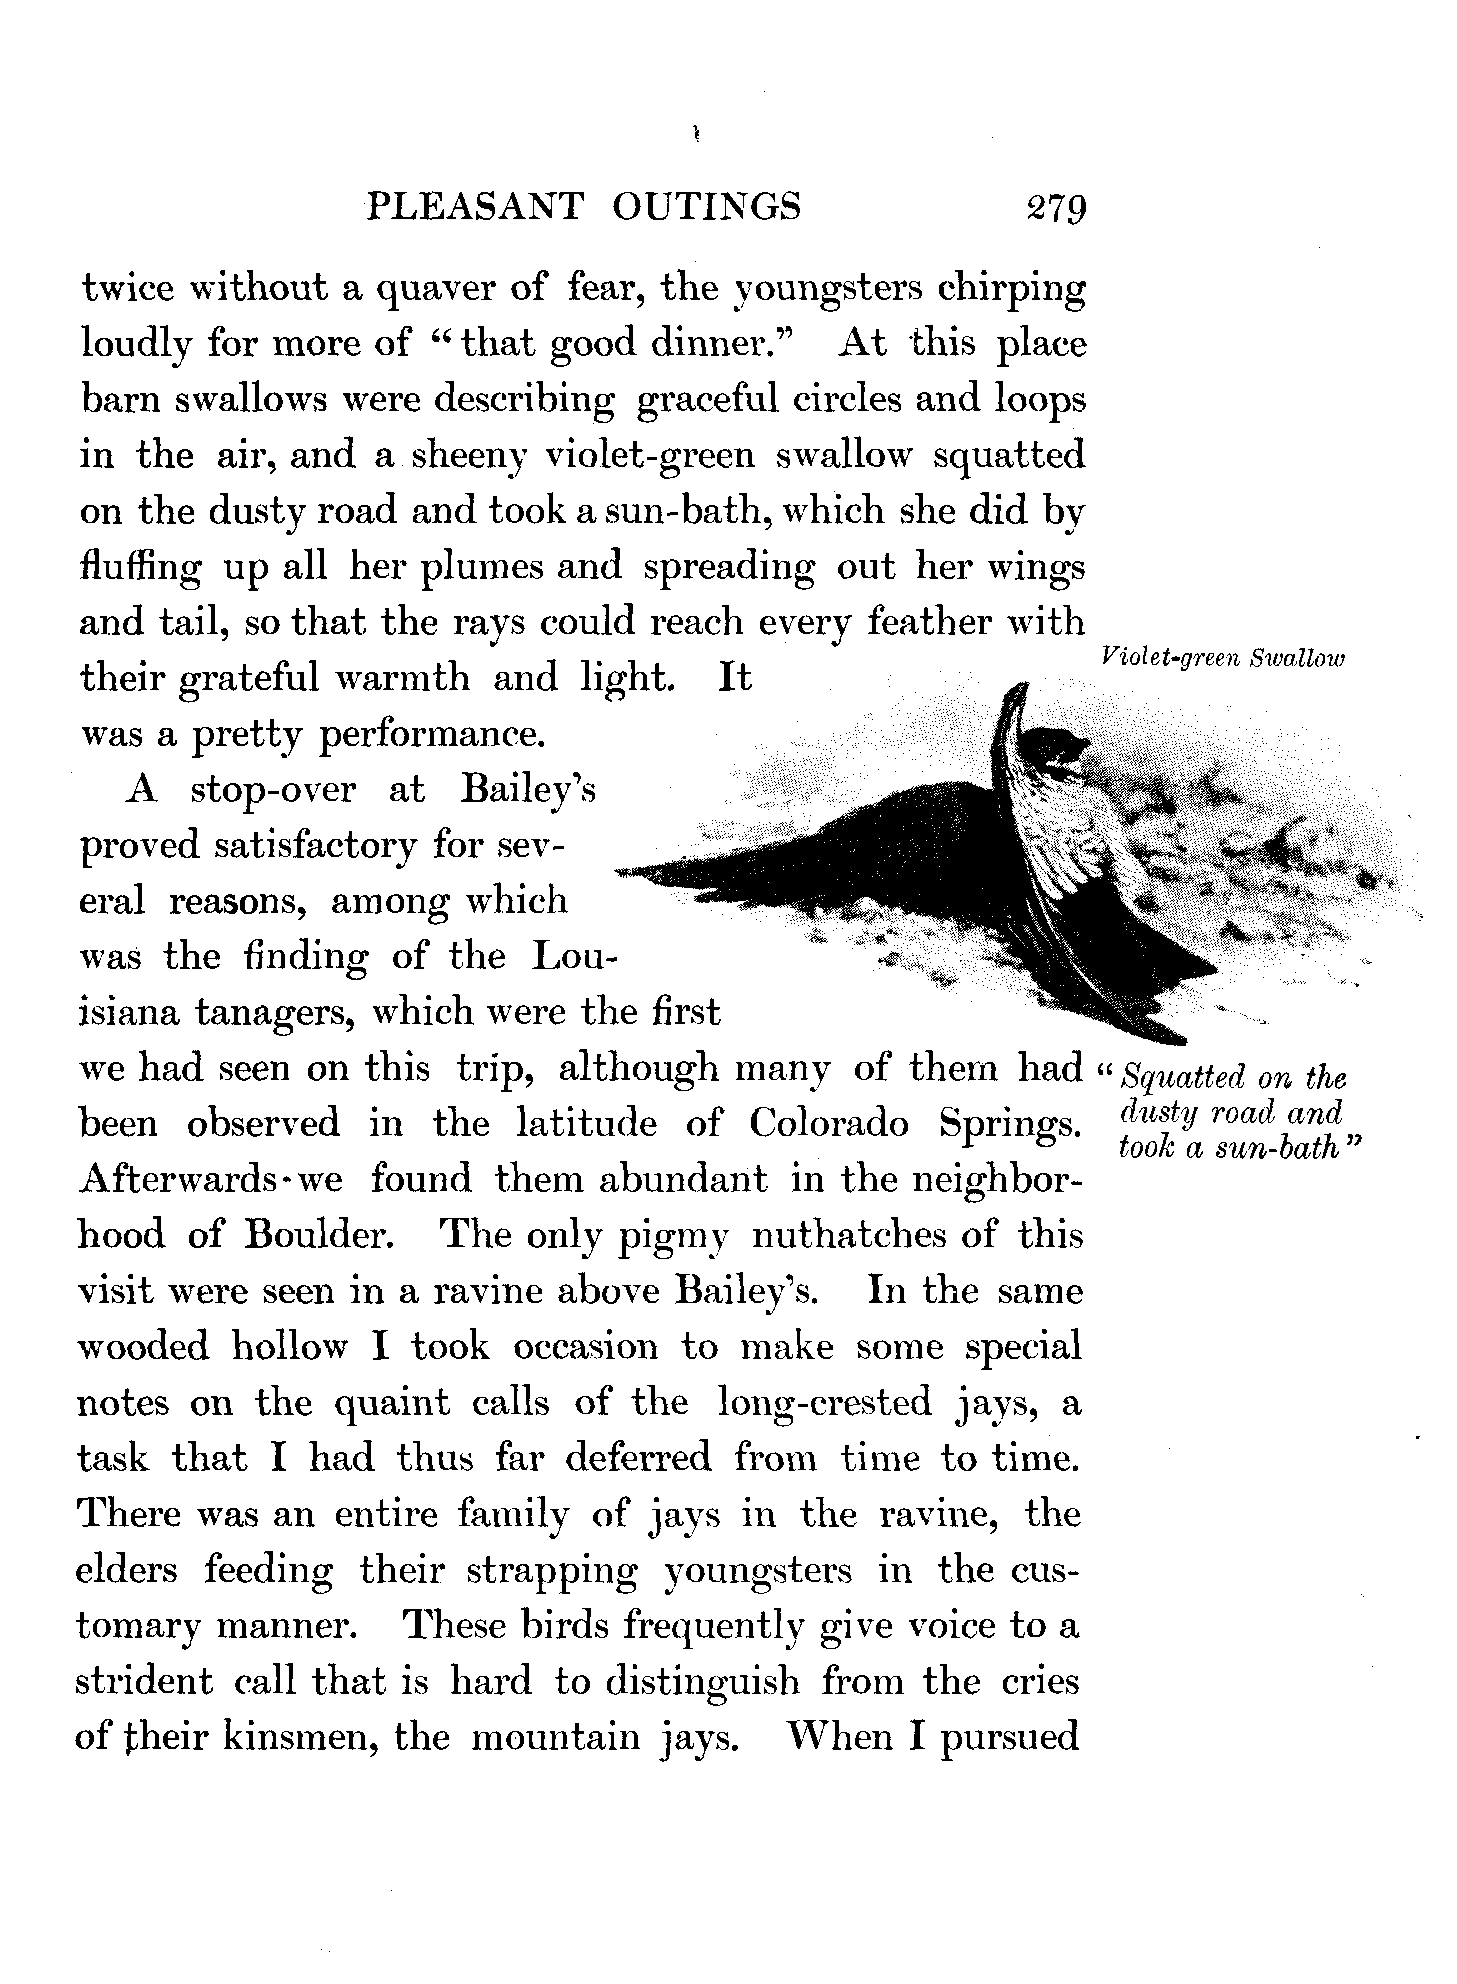 PLEASANT OUTINGS 279
twice without a quaver of fear, the youngsters chirping
loudly for more of “that good dinner.” At this place
barn swallows were describing graceful circles and loops
in the air, and a sheeny violet-green swallow squatted
on the dusty road and took a sun-bath, which she did by
fluffing up all her plumes and spreading out her wings
and tail, so that the rays could reach every feather with
their grateful warmth and light. It
was a pretty performance.
A stop-over at Bailey’s
proved satisfactory for sev-
eral reasons, among which
was the finding of the Lou-
isiana tanagers, which were the first
we had seen on this trip, although many of them had
been observed in the latitude of Colorado Springs.
Afterwards we found them abundant in the neighbor-
hood of Boulder. The only pigmy nuthatches of this
visit were seen in a ravine above Bailey’s. In the same
wooded hollow I took occasion to make some special
notes on the quaint calls of the long-crested jays, a
task that I had thus far deferred from time to time.
There was an entire family of jays in the ravine, the
elders feeding their strapping youngsters in the cus-
tomary manner. These birds frequently give voice to a
strident call that is hard to distinguish from the cries
of their kinsmen, the mountain jays. When I pursued
Violet-green Swallow
“Squatted on the
dusty road and
took a sun-bath”